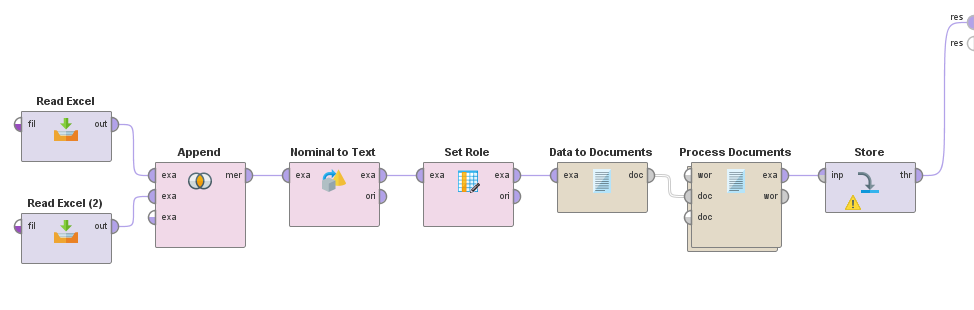 res
res
Read Excel
fil out
Append
exa mer
exa
exa
Nominal to Text
exa exa
ori
Set Role
exa exa
ori
Data to Documents
exa doc
Process Documents
wor exa
doc wor
doc
Store
inp thr
Read Excel (2)
fil out